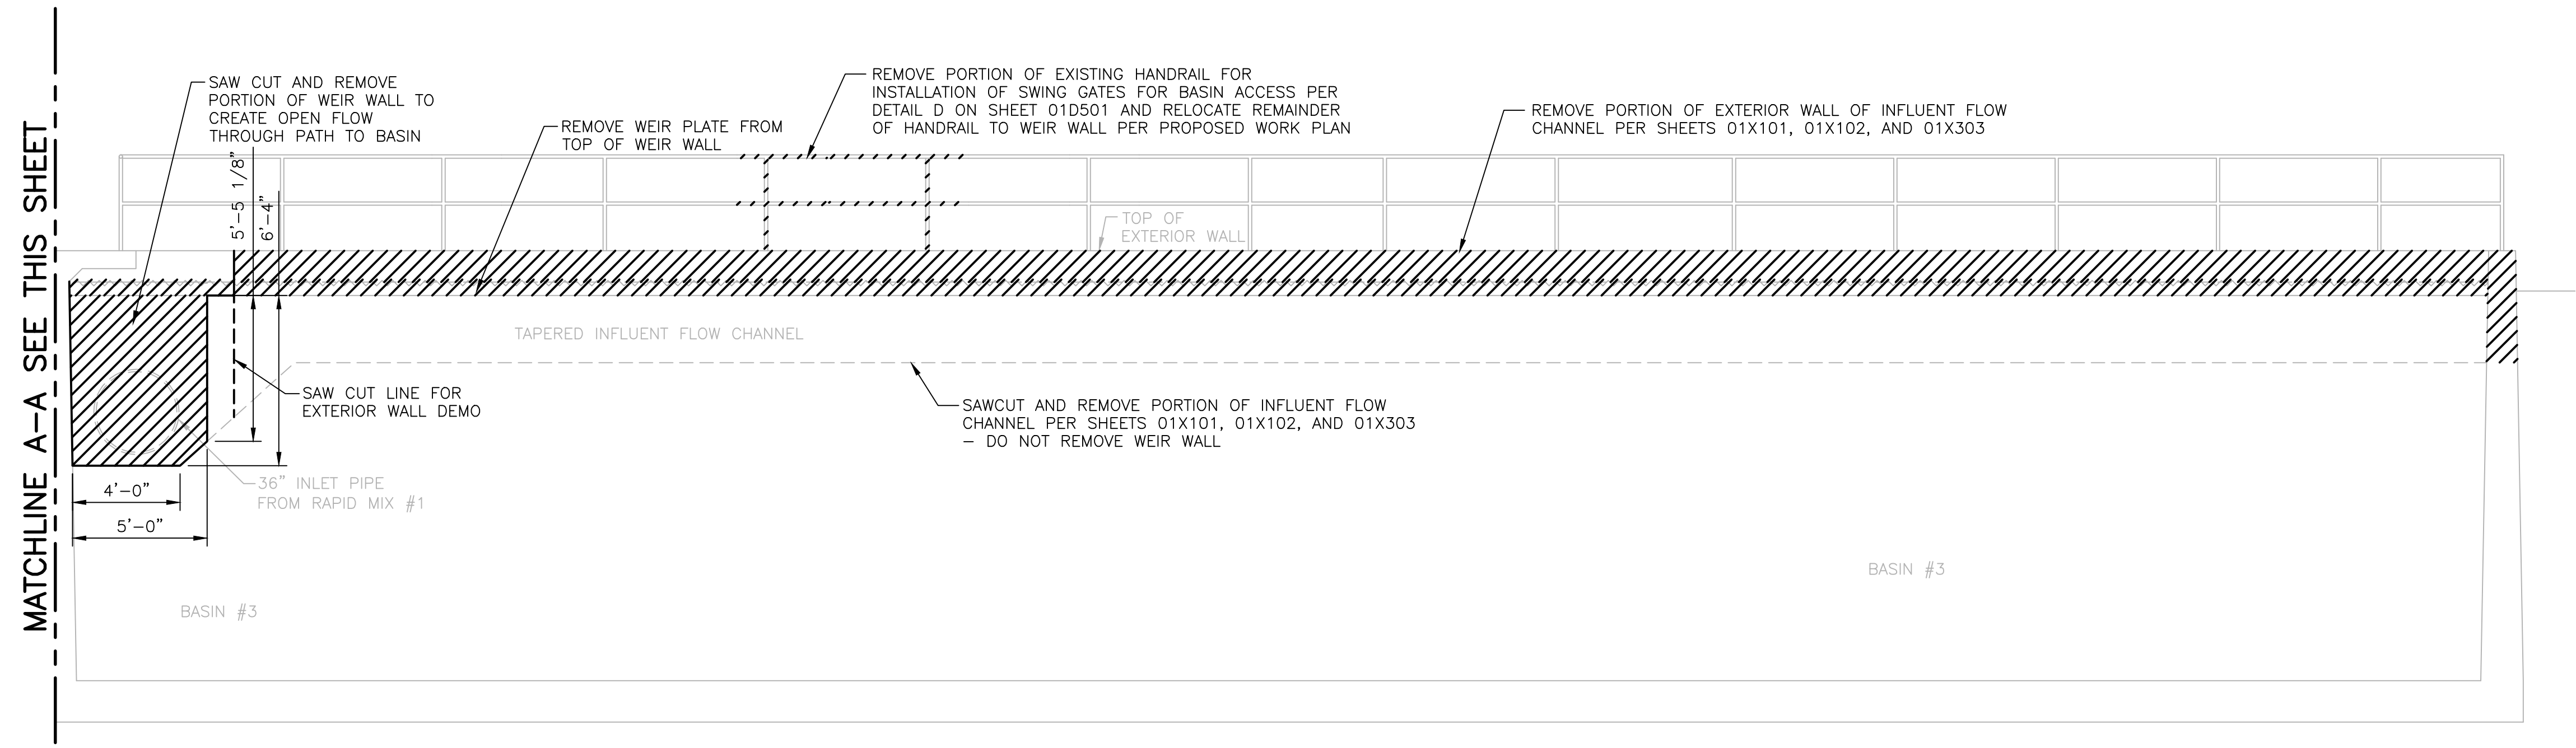 MATCHLINE A-A SEE THIS SHEET
SAW CUT AND REMOVE
PORTION OF WEIR WALL TO
CREATE OPEN FLOW
THROUGH PATH TO BASIN
REMOVE WEIR PLATE FROM
TOP OF WEIR WALL
REMOVE PORTION OF EXISTING HANDRAIL FOR
INSTALLATION OF SWING GATES FOR BASIN ACCESS PER
DETAIL D ON SHEET 01D501 AND RELOCATE REMAINDER
OF HANDRAIL TO WEIR WALL PER PROPOSED WORK PLAN
REMOVE PORTION OF EXTERIOR WALL OF INFLUENT FLOW
CHANNEL PER SHEETS 01X101, 01X102, AND 01X303
5'-5 1/8"
6'-4"
TOP OF
EXTERIOR WALL
TAPERED INFLUENT FLOW CHANNEL
SAW CUT LINE FOR
EXTERIOR WALL DEMO
SAWCUT AND REMOVE PORTION OF INFLUENT FLOW
CHANNEL PER SHEETS 01X101, 01X102, AND 01X303
- DO NOT REMOVE WEIR WALL
36" INLET PIPE
FROM RAPID MIX #1
4'-0"
5'-0"
BASIN #3
BASIN #3